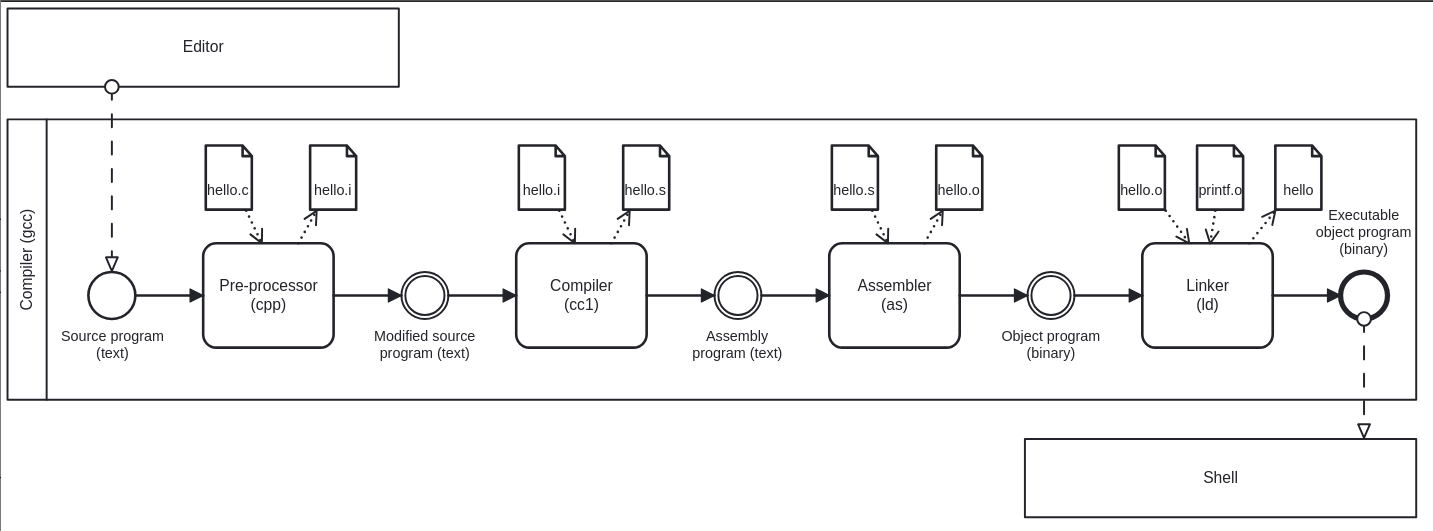 Editor
Compiler (gcc)
hello.c
hello.i
hello.i
hello.s
hello.s
hello.o
hello.o
printf.o
hello
Executable
object program
(binary)
Source program
(text)
Pre-processor
(cpp)
Modified source
program (text)
Compiler
(cc1)
Assembly
program (text)
Assembler
(as)
Object program
(binary)
Linker
(ld)
Shell